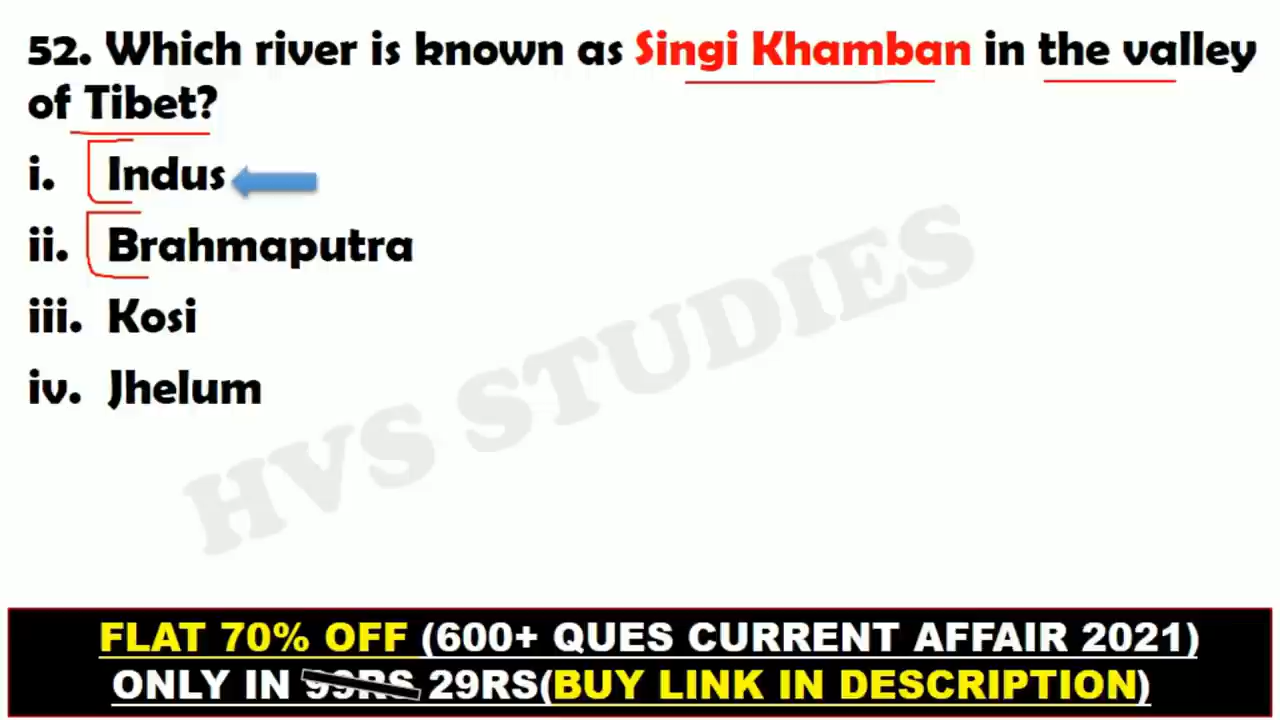 52. Which river is known as Singi Khamban in the valley
of Tibet?
i. Indus
ii. Brahmaputra
iii. Kosi
iv. Jhelum
HVS STUDIES
FLAT 70% OFF (600+ QUES CURRENT AFFAIR 2021)
ONLY IN 99RS 29RS(BUY LINK IN DESCRIPTION)